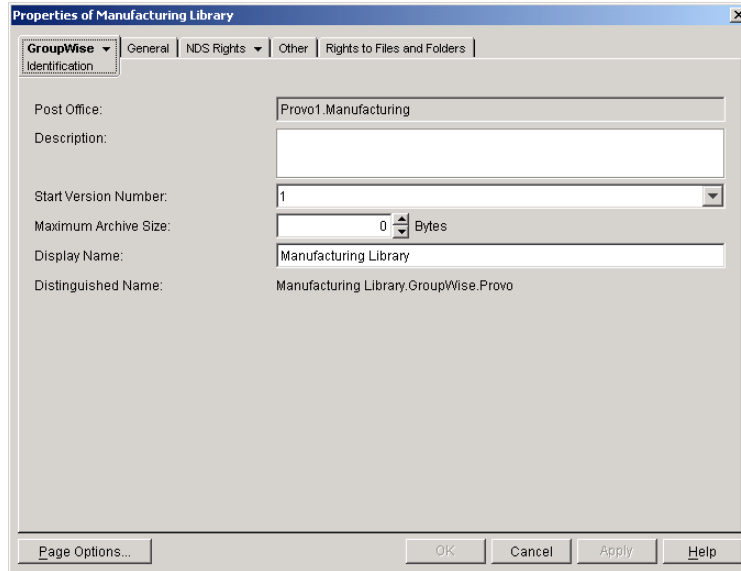 Properties of Manufacturing Library
GroupWise General NDS Rights Other Rights to Files and Folders
Identification
Post Office: Provo1.Manufacturing
Description:
Start Version Number: 1
Maximum Archive Size: 0 Bytes
Display Name: Manufacturing Library
Distinguished Name: Manufacturing Library.GroupWise.Provo
Page Options... OK Cancel Apply Help